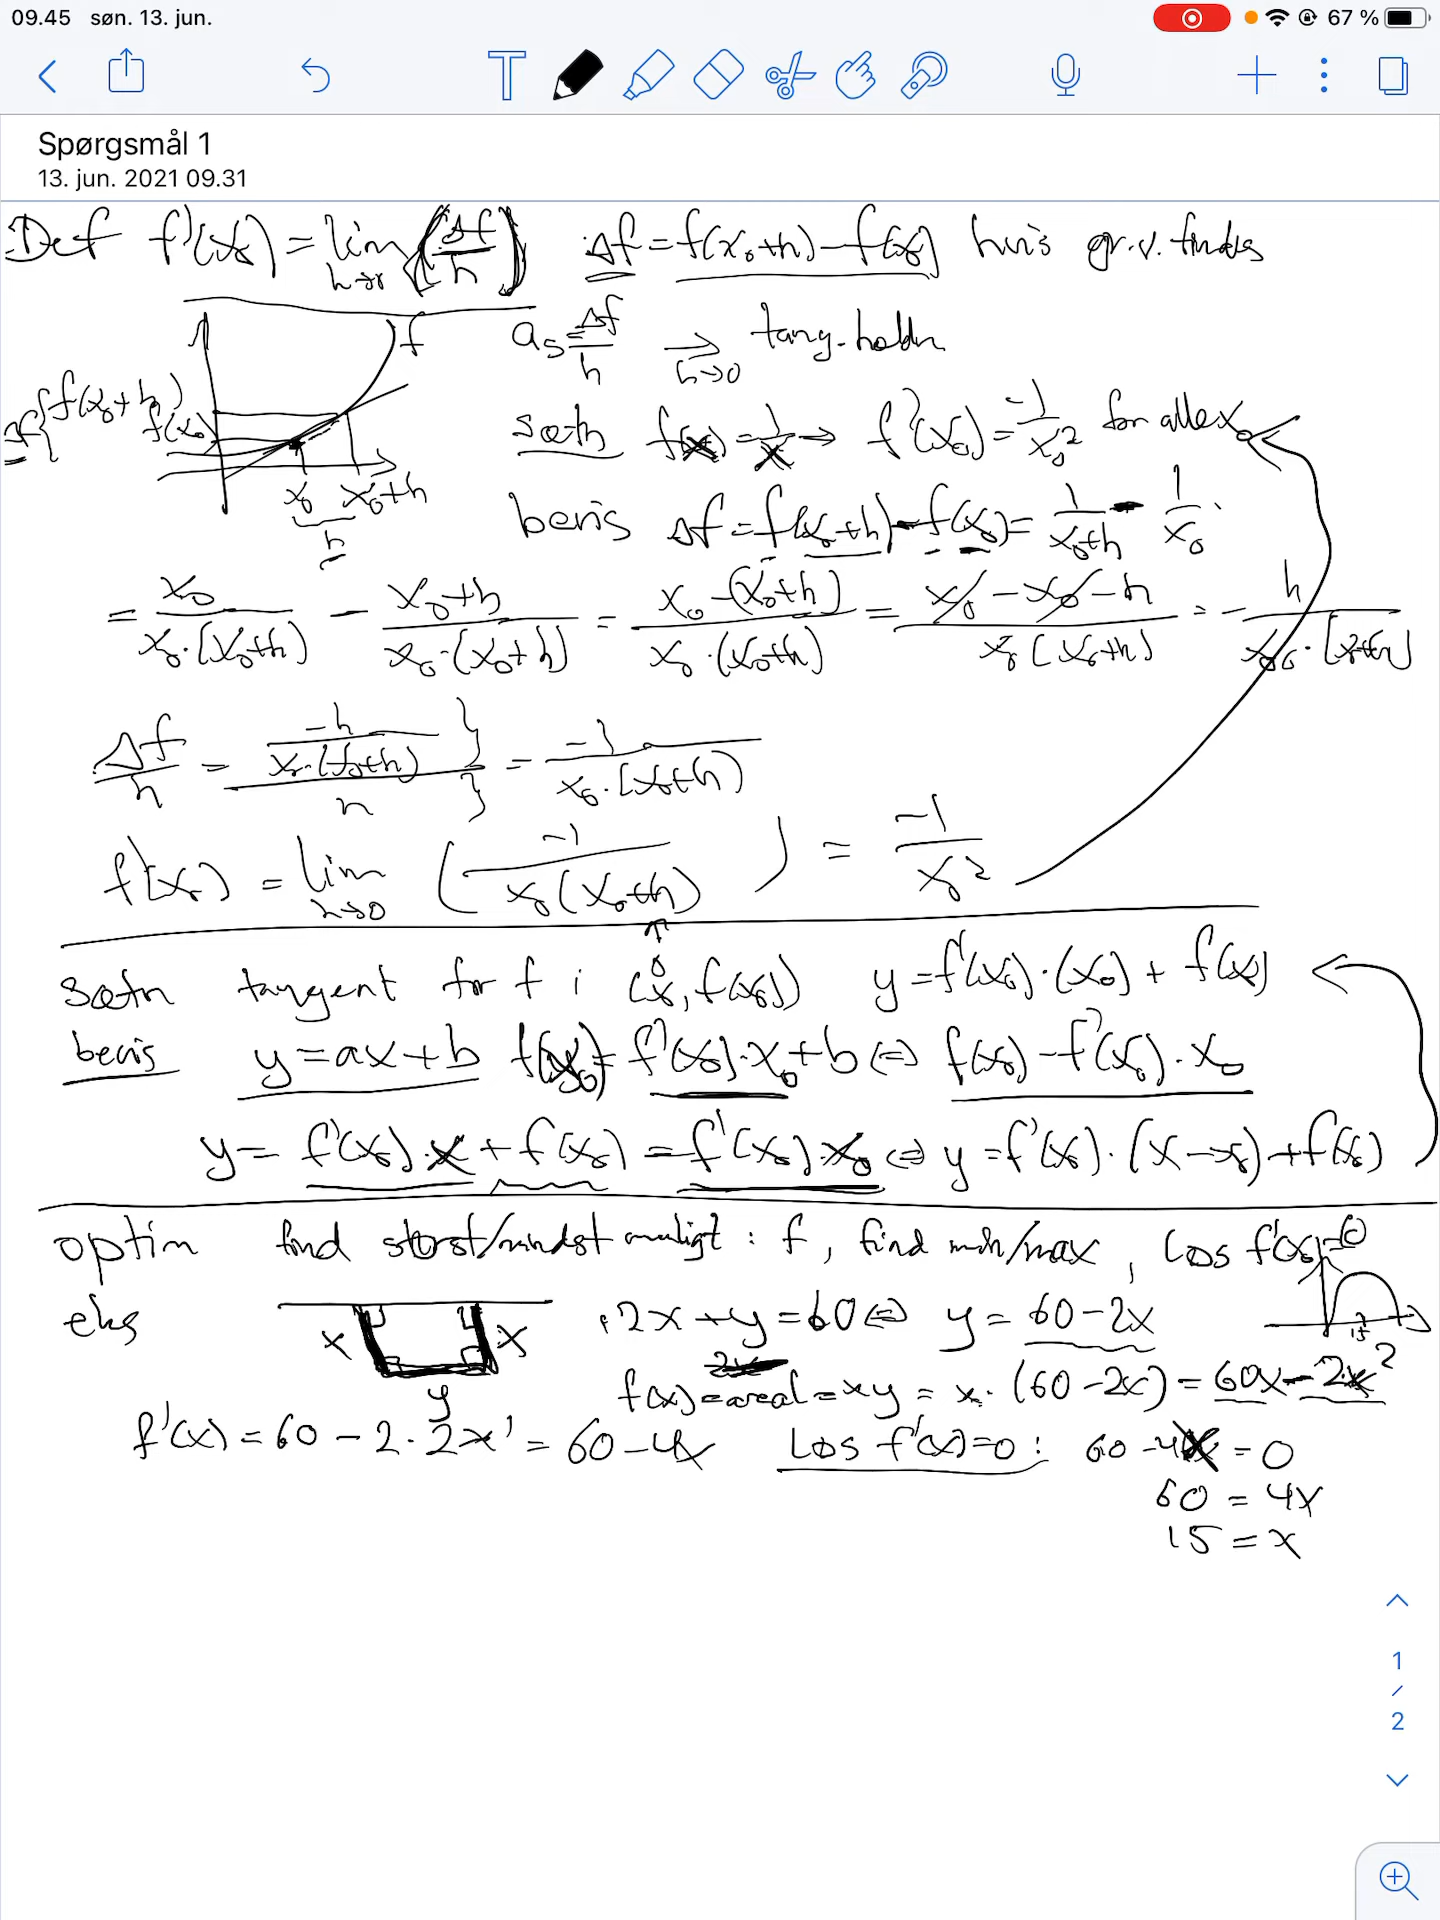 09.45 søn. 13. jun. 67 %
Spørgsmål 1
13. jun. 2021 09.31
Def f'(x₀) = lim h→0 (Δf/h) Δf = f(x₀+h) - f(x₀) hvis gr.v. findes
f aₛ = Δf/h → h→0 tang.hældn
Δf { f(x₀+h) f(x₀)
x₀ x₀+h
h
sætn f(x) = 1/x → f'(x₀) = -1/x₀² for alle x₀
bevis Δf = f(x₀+h) - f(x₀) = 1/(x₀+h) - 1/x₀
= x₀/(x₀·(x₀+h)) - (x₀+h)/(x₀·(x₀+h)) = (x₀-(x₀+h))/(x₀·(x₀+h)) = (x₀-x₀-h)/(x₀(x₀+h)) = - h/(x₀·(x₀+h))
Δf/h = (-h/(x₀·(x₀+h)))/h = -1/(x₀·(x₀+h))
f'(x₀) = lim h→0 (-1/(x₀(x₀+h))) = -1/x₀²
sætn tangent for f i (x₀, f(x₀)) y = f'(x₀)·(x₀) + f(x)
bevis y = ax+b f(x₀) = f'(x₀)·x₀+b ⇔ f(x₀) - f'(x₀)·x₀
y = f'(x₀)·x + f(x₀) = f'(x₀)·x₀ ⇔ y = f'(x₀)·(x-x₀)+f(x₀)
optim find størst/mindst muligt: f, find min/max, løs f'(x)=0
eks x x y 2x+y=60 ⇔ y = 60-2x 15
f(x) = areal = xy = x·(60-2x) = 60x-2x²
f'(x) = 60 - 2·2x' = 60-4x Løs f'(x)=0: 60-4x = 0
60 = 4x
15 = x
1
/
2